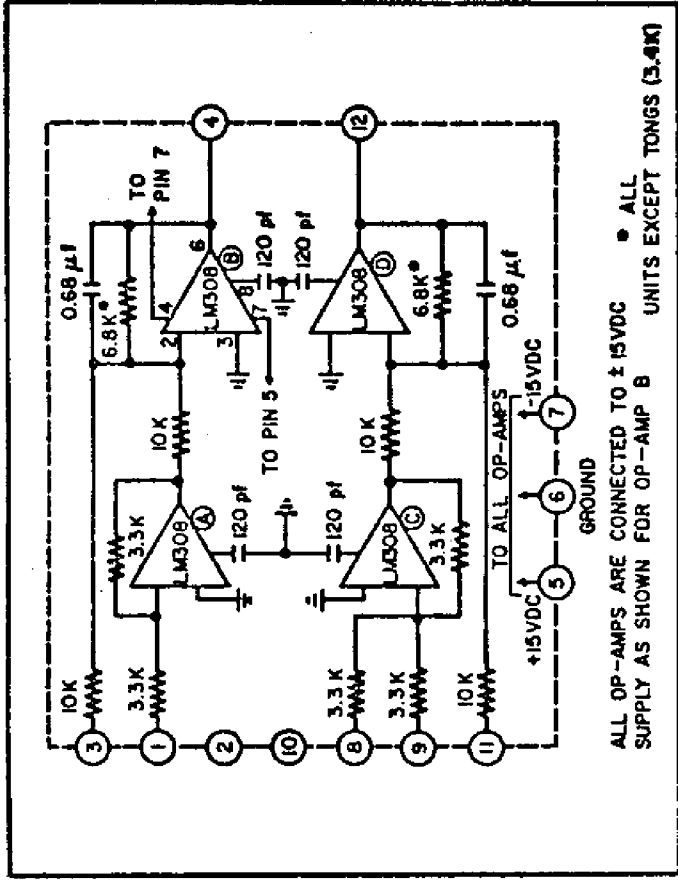 0.68 µf
6.8K*
TO
PIN 7
4
2
LM308
6
B
3
7
8
120 pf
120 pf
4
10K
3
10K
3.3K
1
3.3K
LM308
A
120 pf
TO PIN 5
2
10
120 pf
8
3.3K
LM308
C
3.3K
9
3.3K
10K
LM308
D
12
6.8K*
0.68 µf
11
10K
TO ALL OP-AMPS
+15VDC
-15VDC
5
6
7
GROUND
ALL OP-AMPS ARE CONNECTED TO ± 15VDC
SUPPLY AS SHOWN FOR OP-AMP B
* ALL
UNITS EXCEPT TONGS (3.41K)